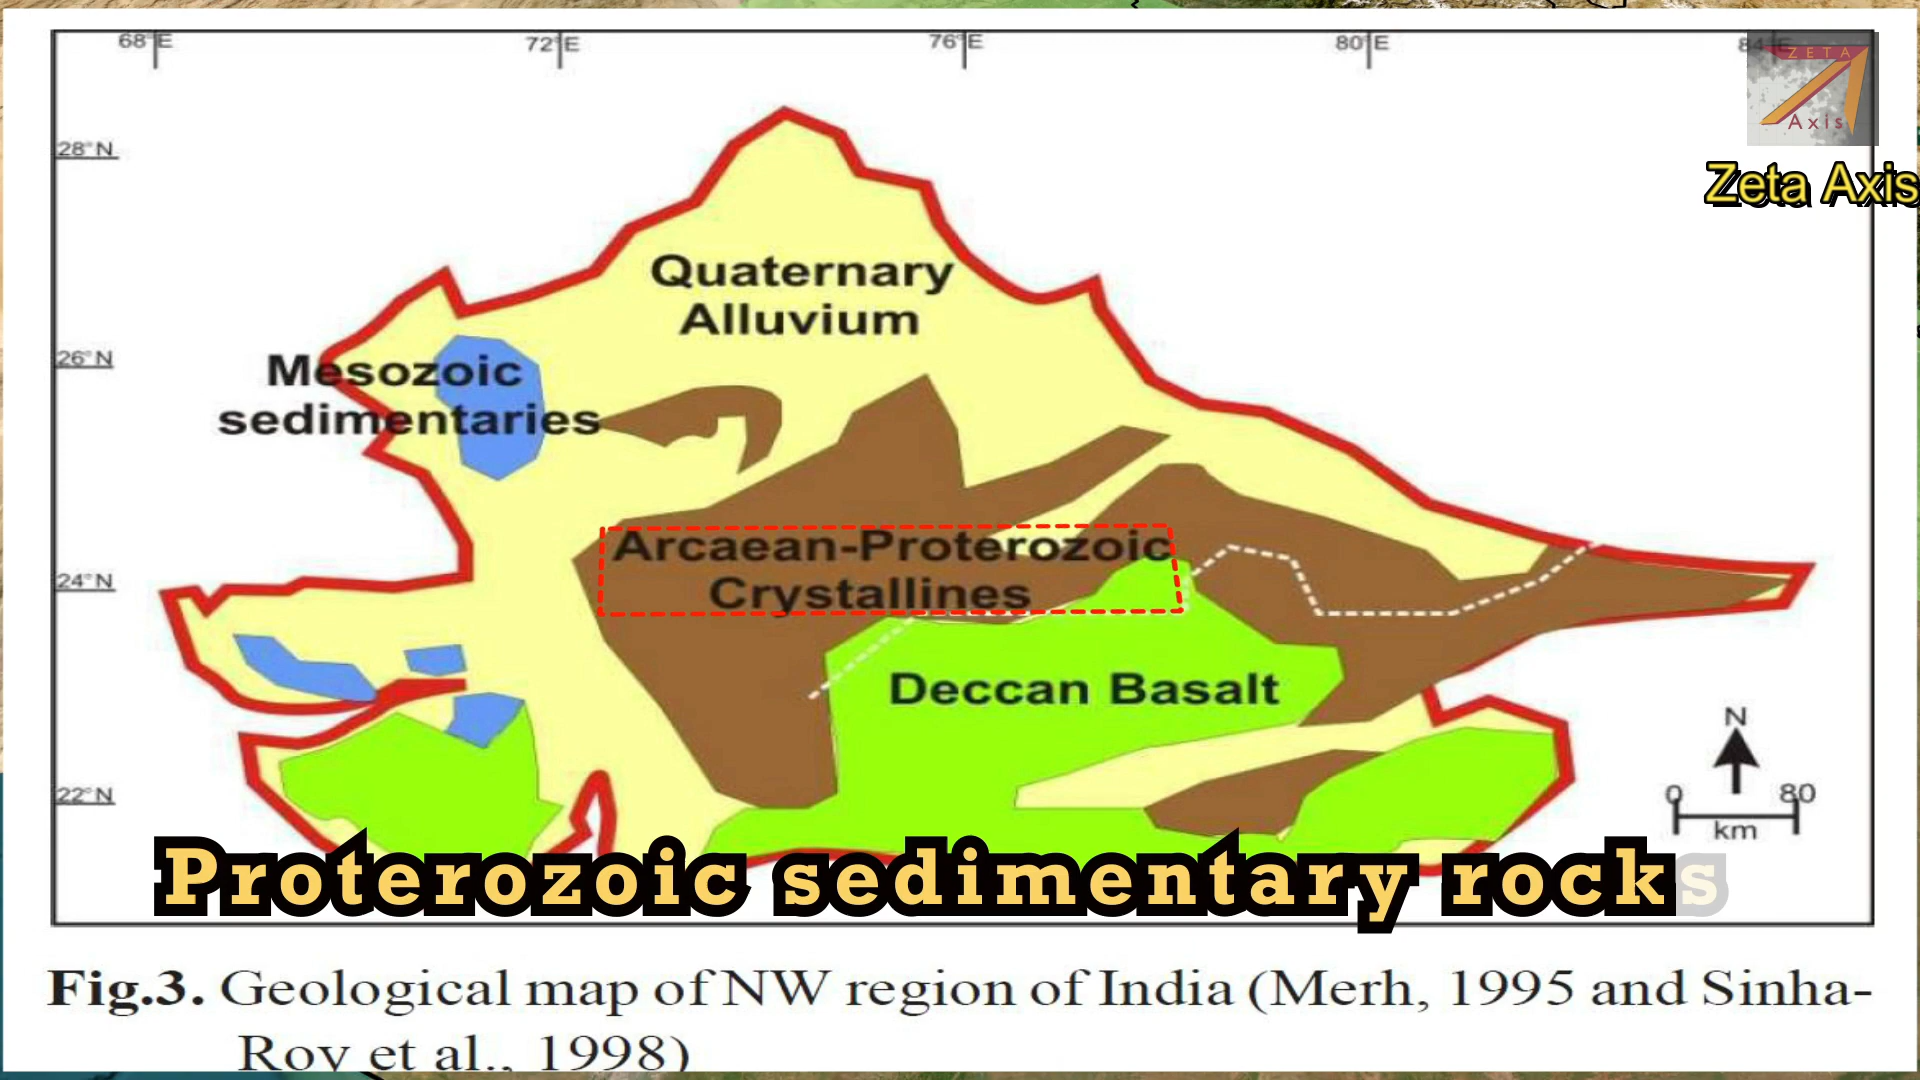 68°E 72°E 76°E 80°E 84°E
ZETA
Axis
Zeta Axis
28°N
Quaternary
Alluvium
26°N
Mesozoic
sedimentaries
Arcaean-Proterozoic
Crystallines
24°N
Deccan Basalt
N
22°N
0 80
km
Proterozoic sedimentary rocks
Fig.3. Geological map of NW region of India (Merh, 1995 and Sinha-
Roy et al., 1998)